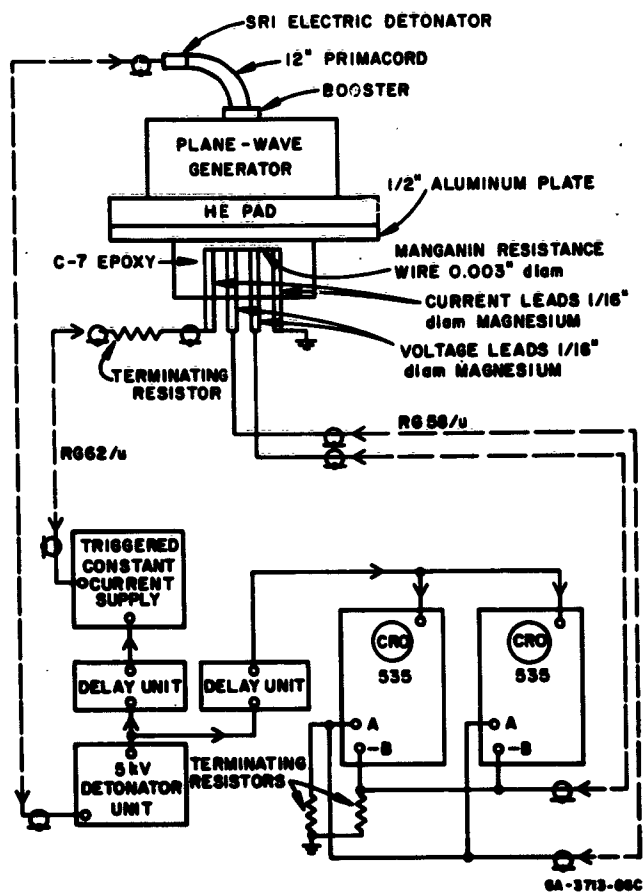 SRI ELECTRIC DETONATOR
12" PRIMACORD
BOOSTER
PLANE-WAVE
GENERATOR
1/2" ALUMINUM PLATE
HE PAD
C-7 EPOXY
MANGANIN RESISTANCE
WIRE 0.003" diam
CURRENT LEADS 1/16"
diam MAGNESIUM
VOLTAGE LEADS 1/16"
diam MAGNESIUM
TERMINATING
RESISTOR
RG62/u
RG58/u
TRIGGERED
CONSTANT
CURRENT
SUPPLY
DELAY UNIT
DELAY UNIT
5kV
DETONATOR
UNIT
TERMINATING
RESISTORS
CRO
535
A
-B
CRO
535
A
-B
GA-3713-66C